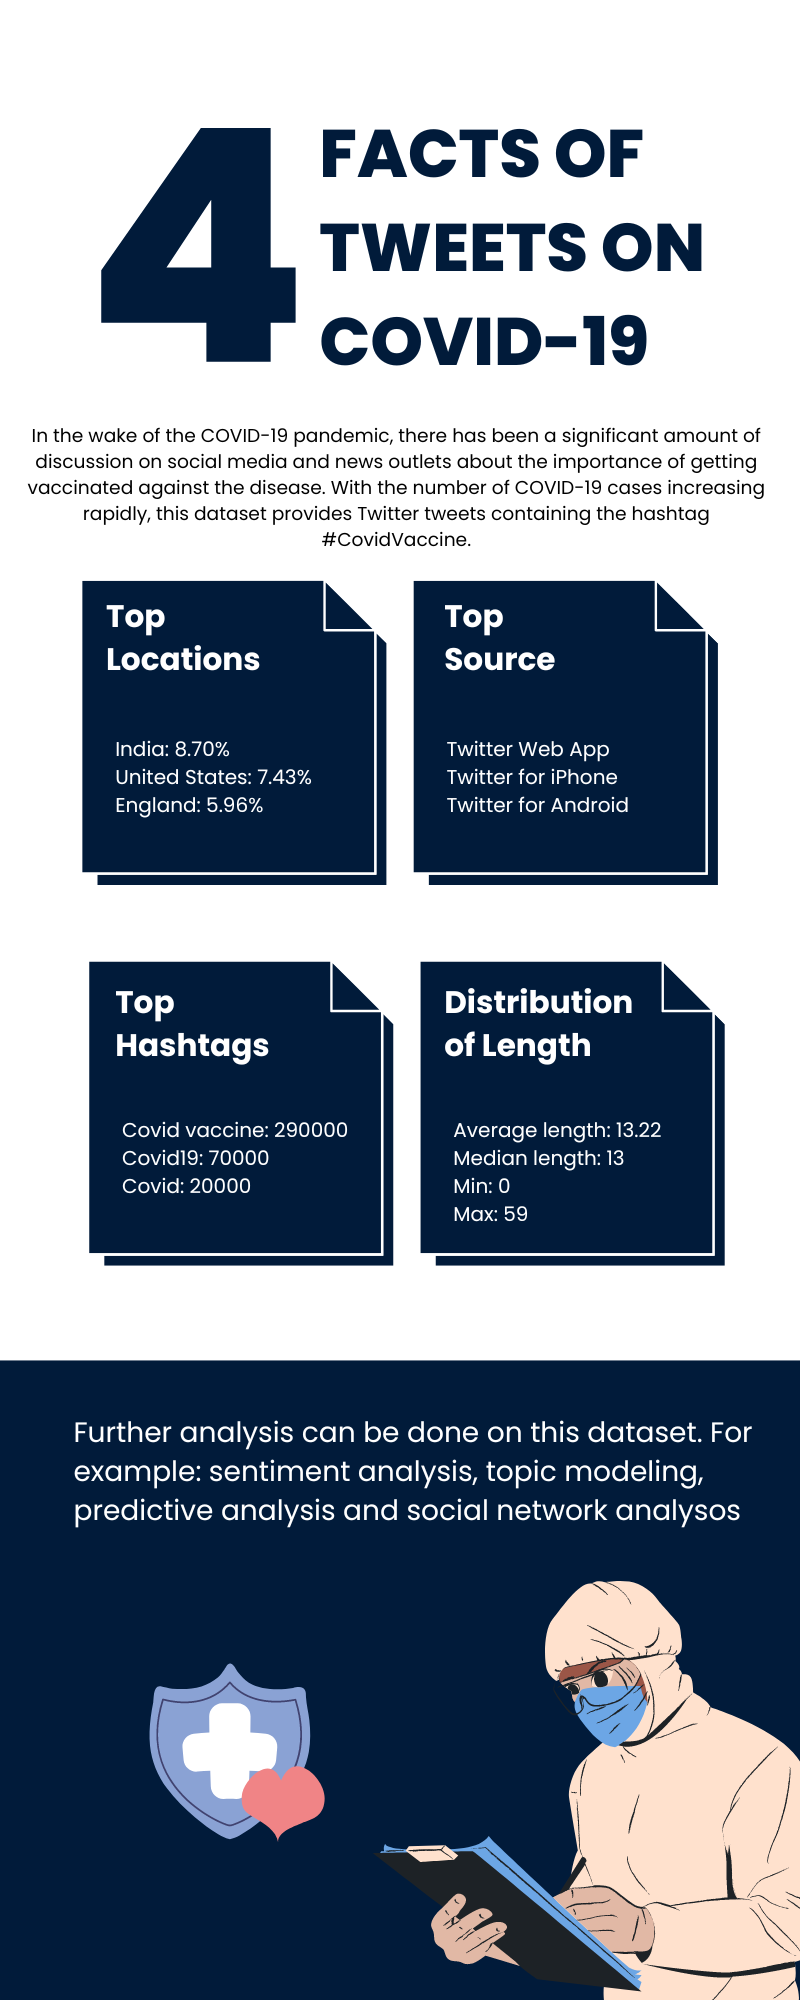 4
FACTS OF
TWEETS ON
COVID-19
In the wake of the COVID-19 pandemic, there has been a significant amount of
discussion on social media and news outlets about the importance of getting
vaccinated against the disease. With the number of COVID-19 cases increasing
rapidly, this dataset provides Twitter tweets containing the hashtag
#CovidVaccine.
Top
Locations
India: 8.70%
United States: 7.43%
England: 5.96%
Top
Source
Twitter Web App
Twitter for iPhone
Twitter for Android
Top
Hashtags
Covid vaccine: 290000
Covid19: 70000
Covid: 20000
Distribution
of Length
Average length: 13.22
Median length: 13
Min: 0
Max: 59
Further analysis can be done on this dataset. For
example: sentiment analysis, topic modeling,
predictive analysis and social network analysos